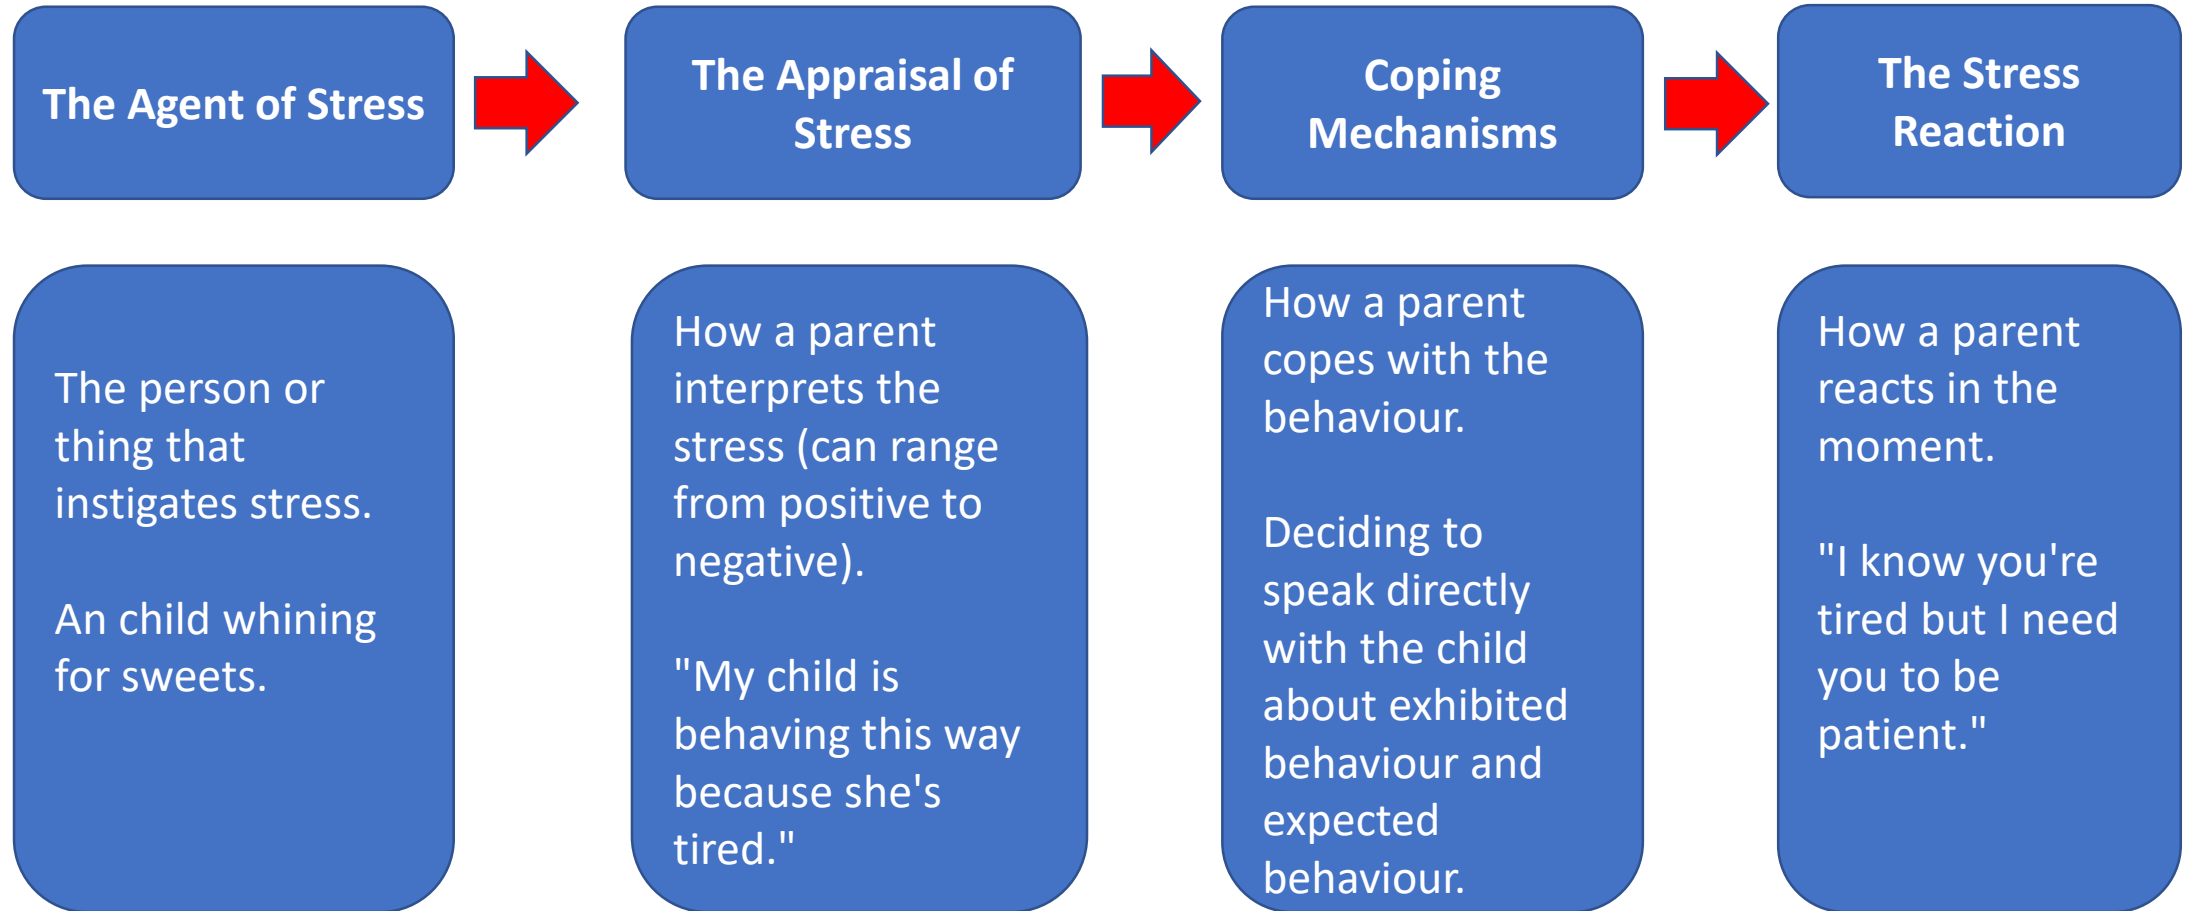 The Agent of Stress
The Appraisal of
Stress
Coping
Mechanisms
The Stress
Reaction
The person or
thing that
instigates stress.
An child whining
for sweets.
How a parent
interprets the
stress (can range
from positive to
negative).
"My child is
behaving this way
because she's
tired."
How a parent
copes with the
behaviour.
Deciding to
speak directly
with the child
about exhibited
behaviour and
expected
behaviour.
How a parent
reacts in the
moment.
"I know you're
tired but I need
you to be
patient."